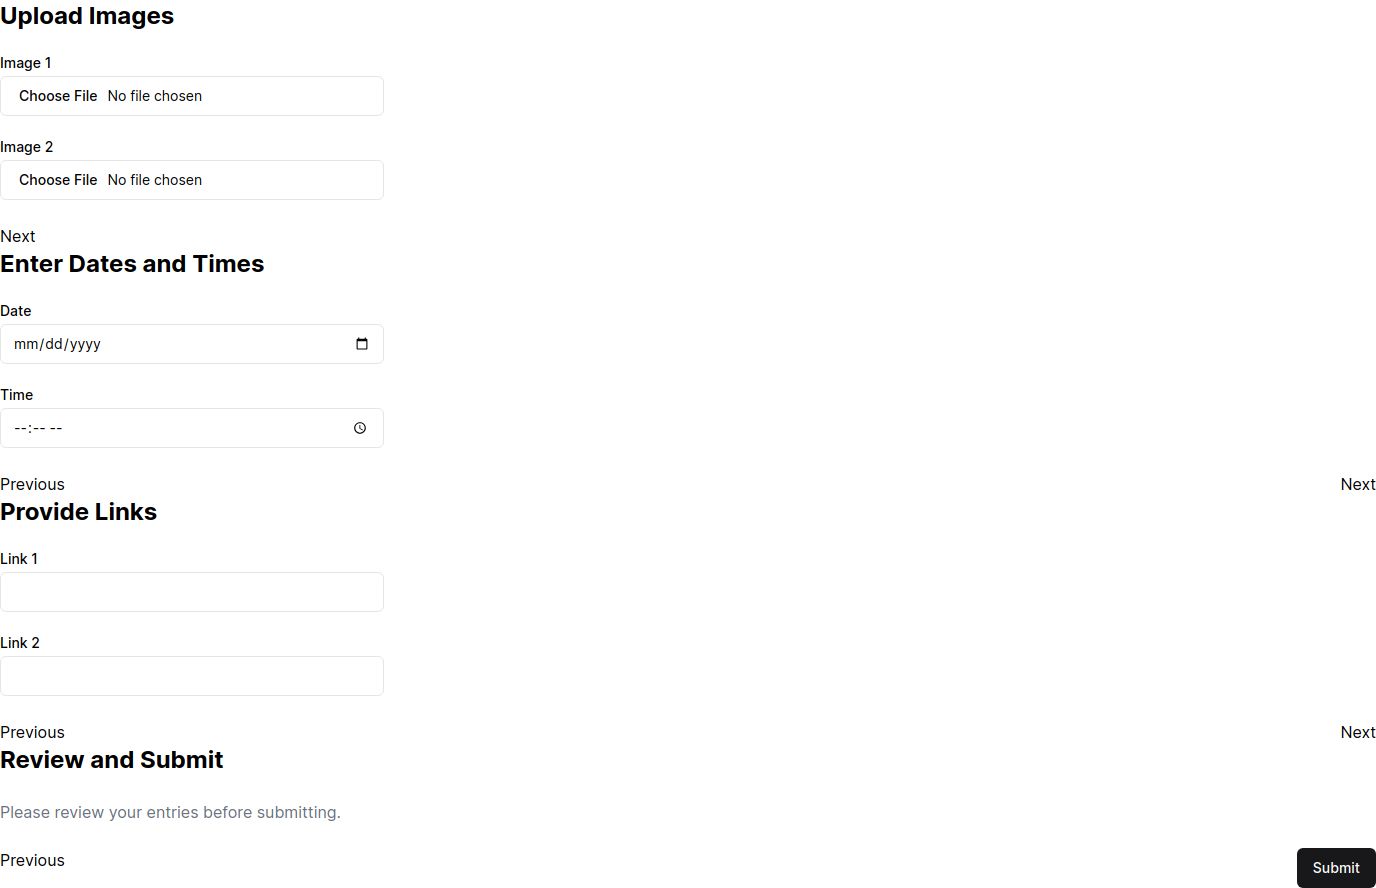 Upload Images
Image 1
Choose File No file chosen
Image 2
Choose File No file chosen
Next
Enter Dates and Times
Date
mm/dd/yyyy
Time
--:-- --
Previous Next
Provide Links
Link 1
Link 2
Previous Next
Review and Submit
Please review your entries before submitting.
Previous Submit